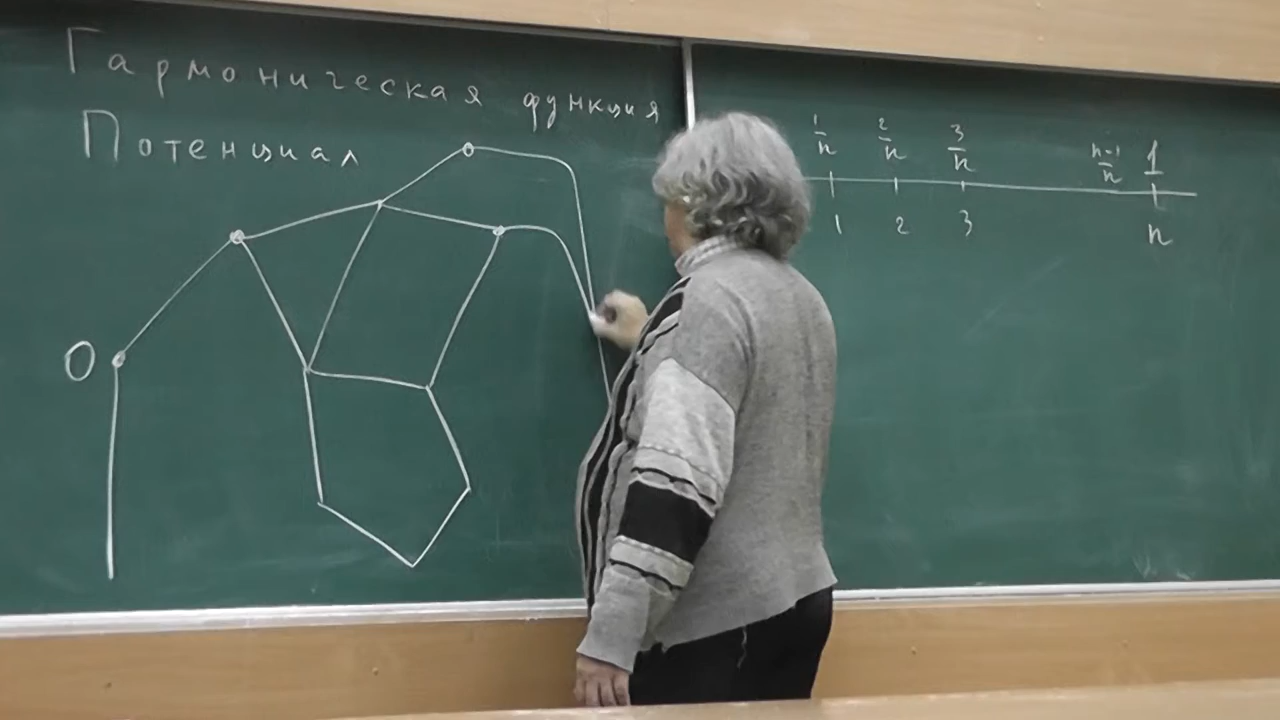 Гармоническая функция
Потенциал
1/n 2/n 3/n n-1/n 1
1 2 3 n
0